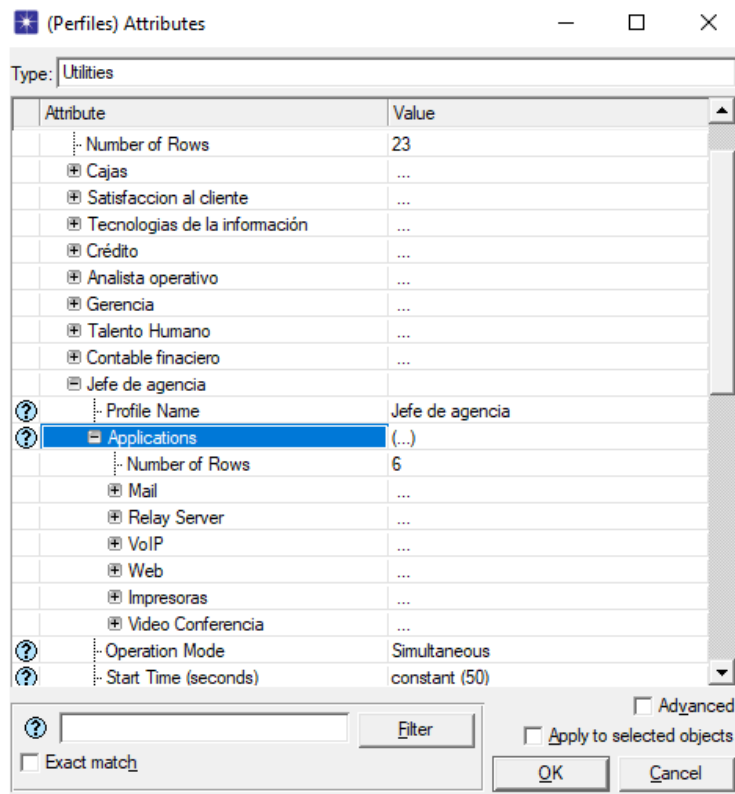 (Perfiles) Attributes
Type: Utilities
Attribute Value
Number of Rows 23
Cajas ...
Satisfaccion al cliente ...
Tecnologias de la información ...
Crédito ...
Analista operativo ...
Gerencia ...
Talento Humano ...
Contable finaciero ...
Jefe de agencia
Profile Name Jefe de agencia
Applications (...)
Number of Rows 6
Mail ...
Relay Server ...
VoIP ...
Web ...
Impresoras ...
Video Conferencia ...
Operation Mode Simultaneous
Start Time (seconds) constant (50)
Advanced
Filter
Apply to selected objects
Exact match
OK Cancel